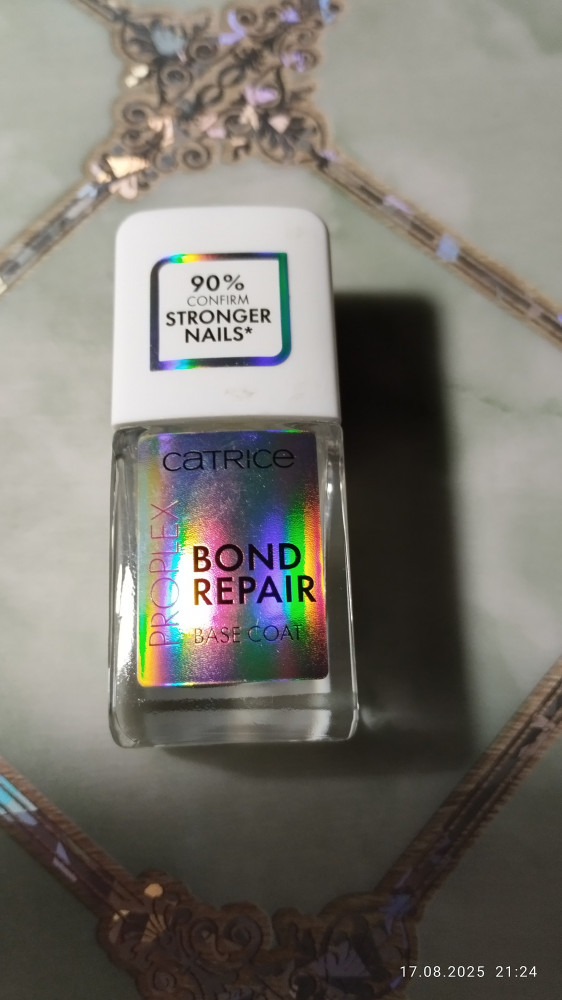 90%
CONFIRM
STRONGER
NAILS*
CATRICE
PROPLEX
BOND
REPAIR
BASE COAT
17.08.2025 21:24